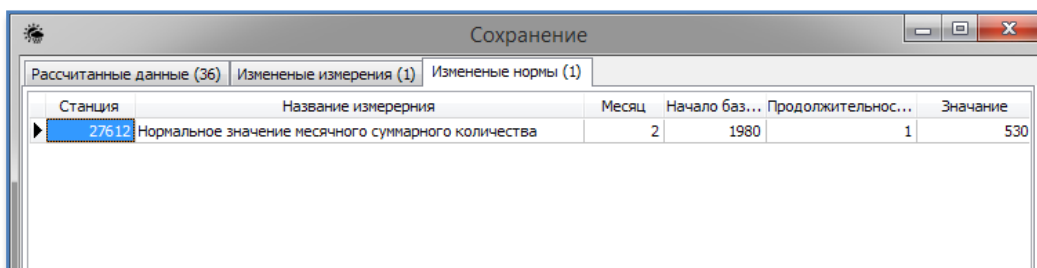 Сохранение
Рассчитанные данные (36) Измененые измерения (1) Измененые нормы (1)
Станция Название измерерния Месяц Начало баз... Продолжительнос... Значение
27612 Нормальное значение месячного суммарного количества 2 1980 1 530